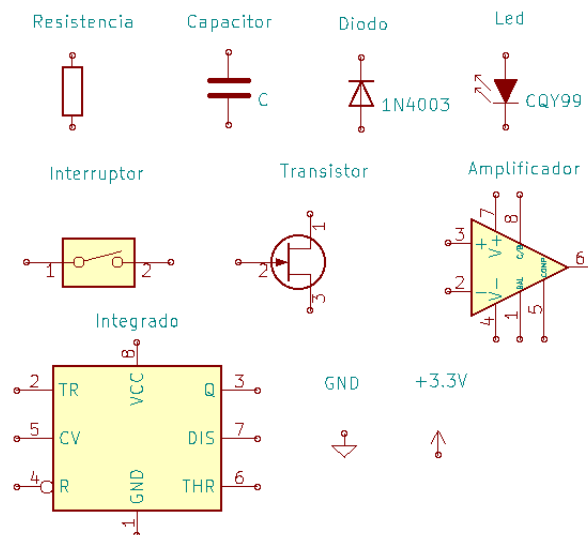 Resistencia
Capacitor
Diodo
Led
C
1N4003
CQY99
Interruptor
Transistor
Amplificador
1
2
1
2
3
7
8
3
2
6
+
V+
C/B
−
V−
BAL
COMP
4
1
5
Integrado
8
VCC
2
TR
Q
3
5
CV
DIS
7
4
R
THR
6
GND
1
GND
+3.3V